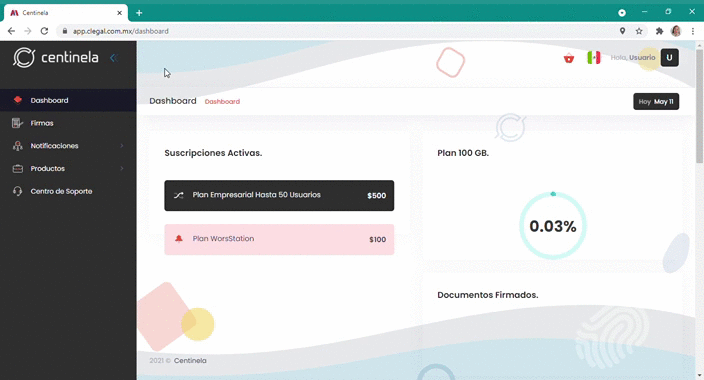 Centinela
app.clegal.com.mx/dashboard
centinela
Hola, Usuario U
Dashboard
Firmas
Notificaciones
Productos
Centro de Soporte
Dashboard Dashboard
Hoy May 11
Suscripciones Activas.
Plan Empresarial Hasta 50 Usuarios $500
Plan WorsStation $100
Plan 100 GB.
0.03%
Documentos Firmados.
2021 © Centinela